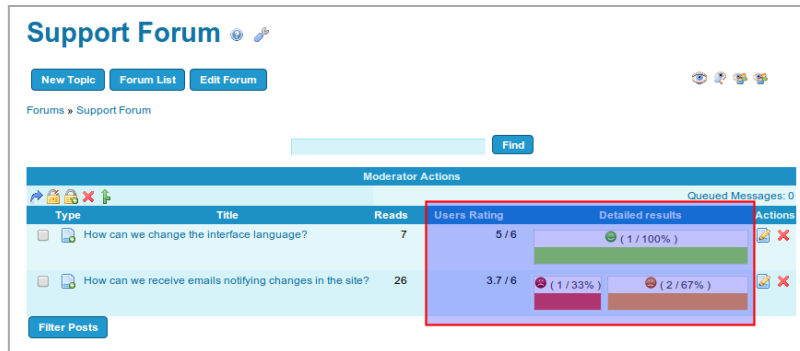 Support Forum
New Topic Forum List Edit Forum
Forums » Support Forum
Find
Moderator Actions
Queued Messages: 0
Type Title Reads Users Rating Detailed results Actions
How can we change the interface language? 7 5 / 6 ( 1 / 100% )
How can we receive emails notifying changes in the site? 26 3.7 / 6 ( 1 / 33% ) ( 2 / 67% )
Filter Posts